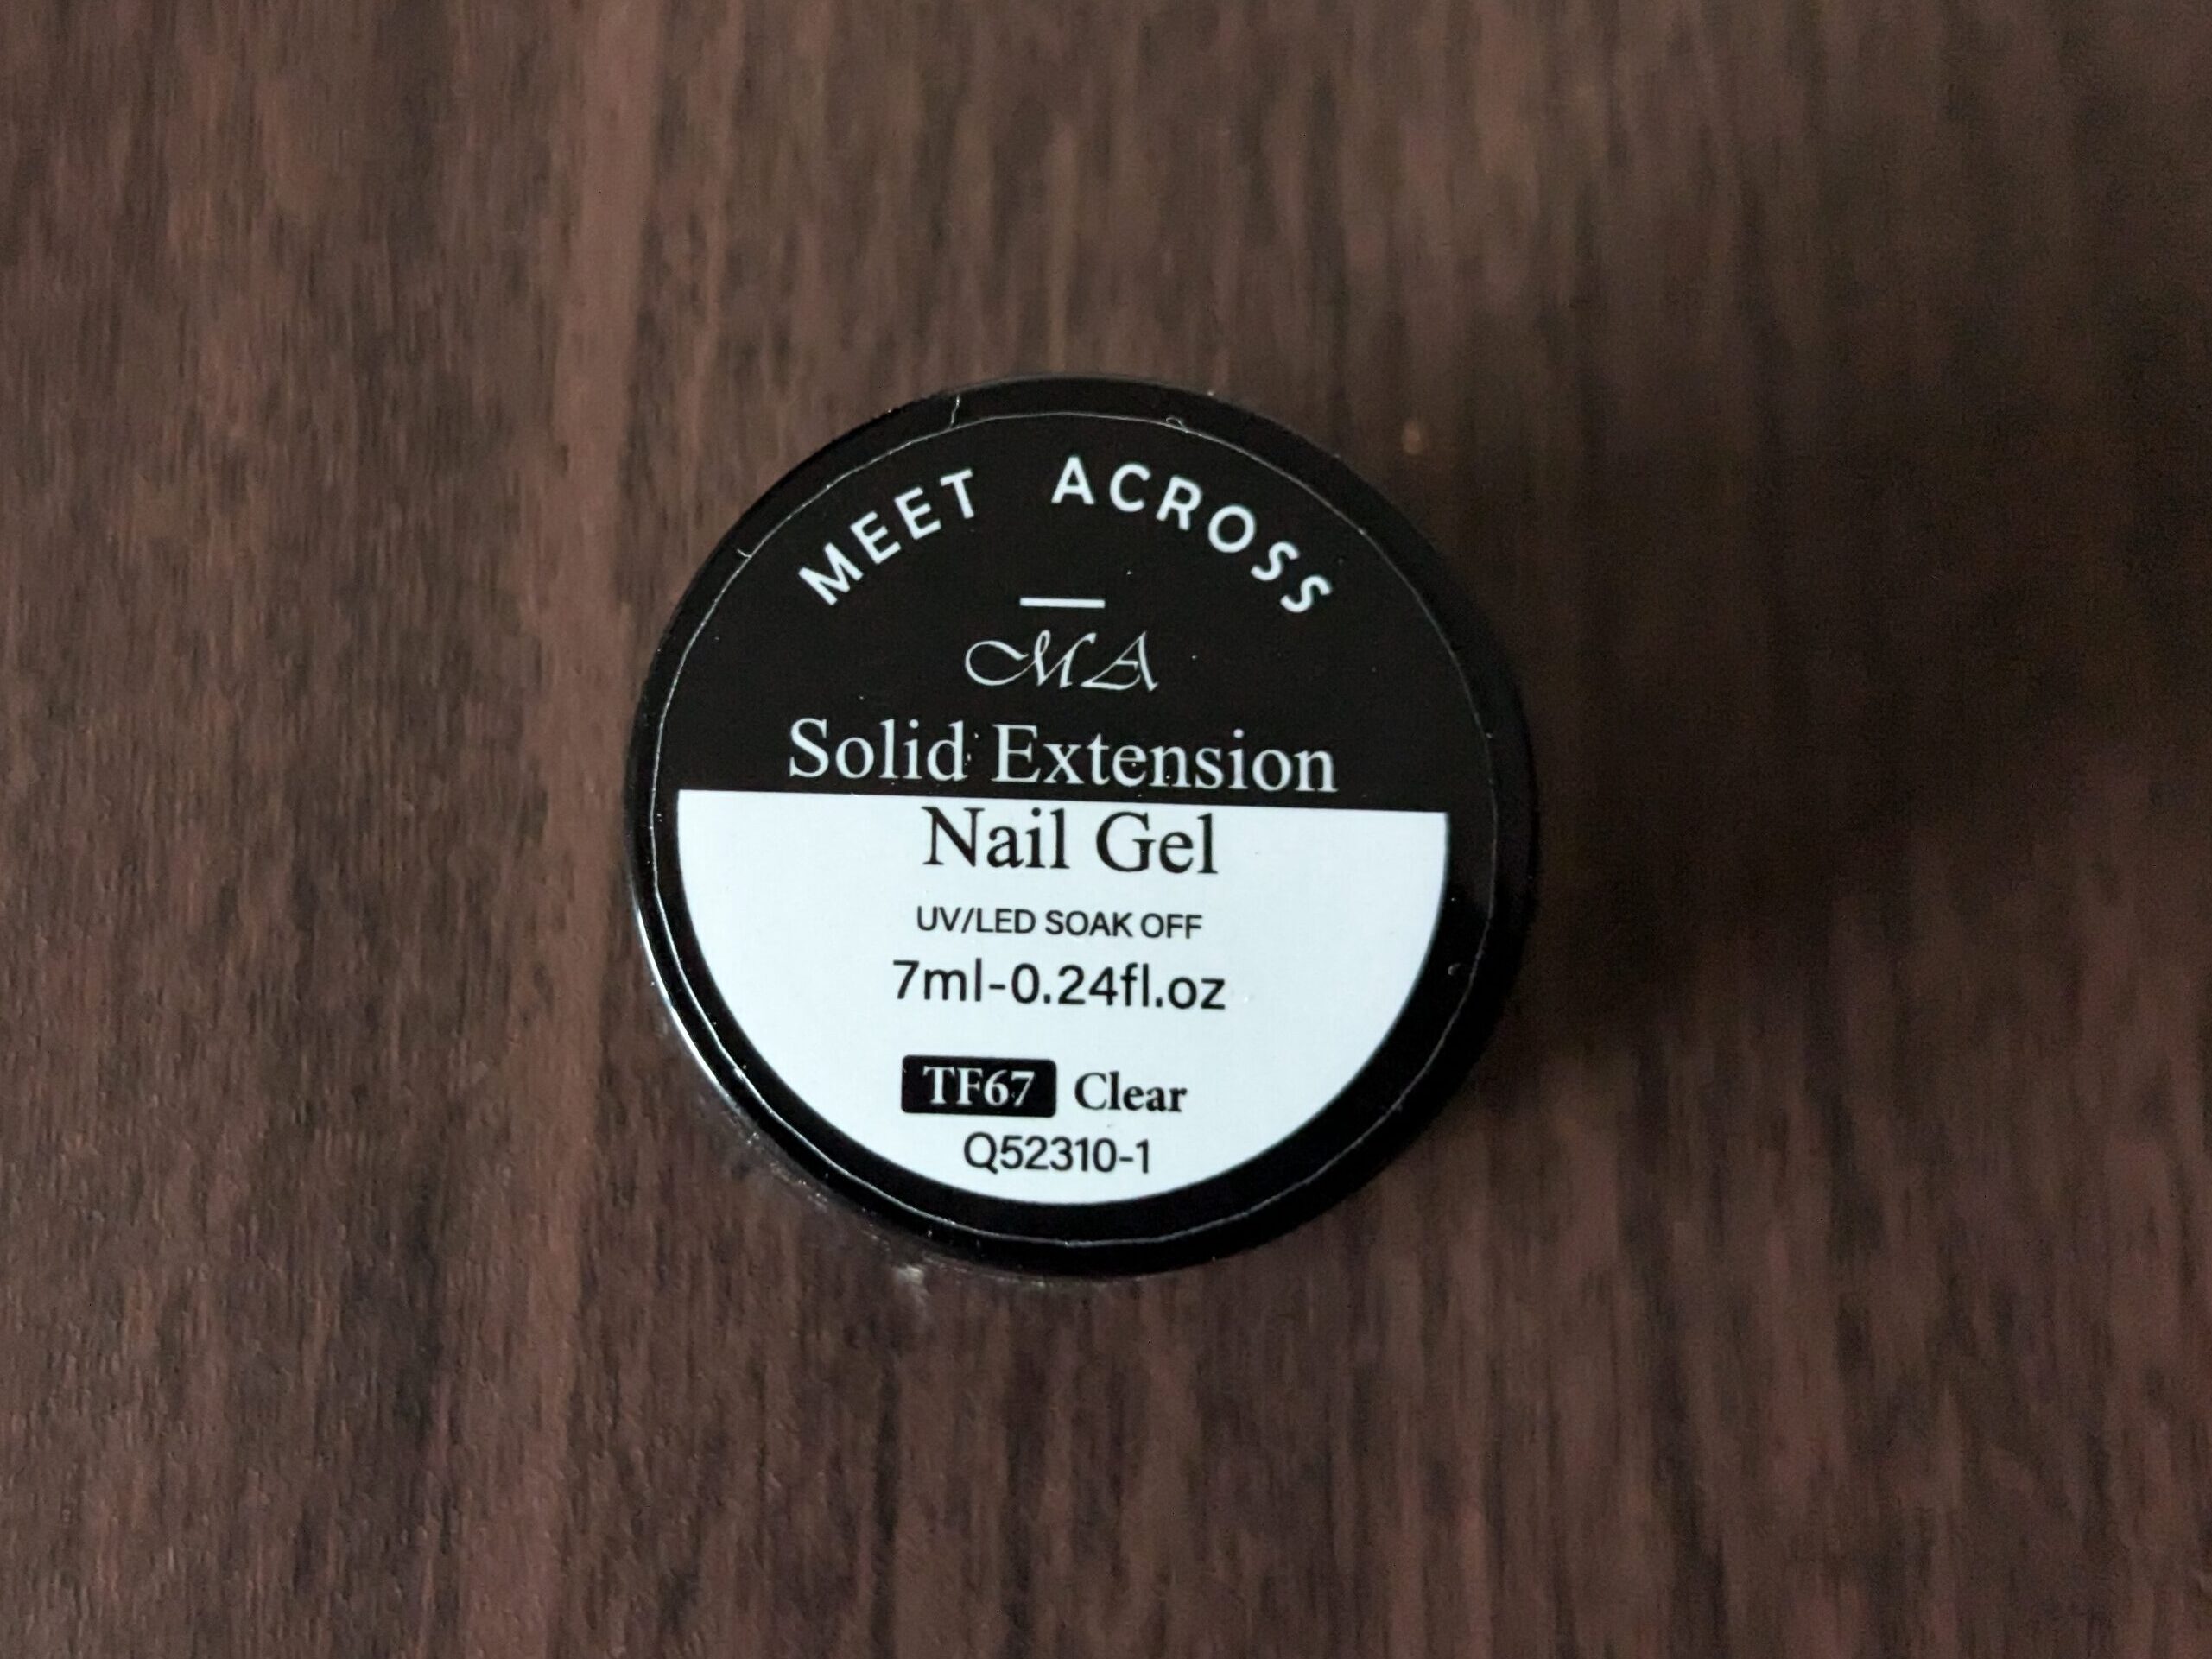 MEET ACROSS
MA
Solid Extension
Nail Gel
UV/LED SOAK OFF
7ml-0.24fl.oz
TF67 Clear
Q52310-1